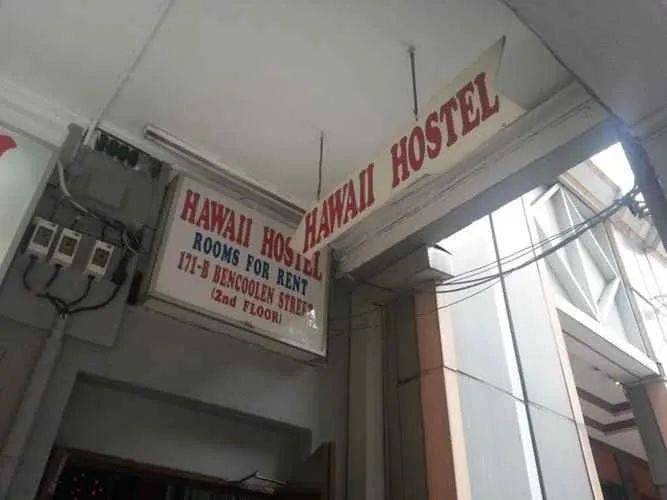 HAWAII HOSTEL
HAWAII HOSTEL
ROOMS FOR RENT
171-B BENCOOLEN STREET
(2nd FLOOR)